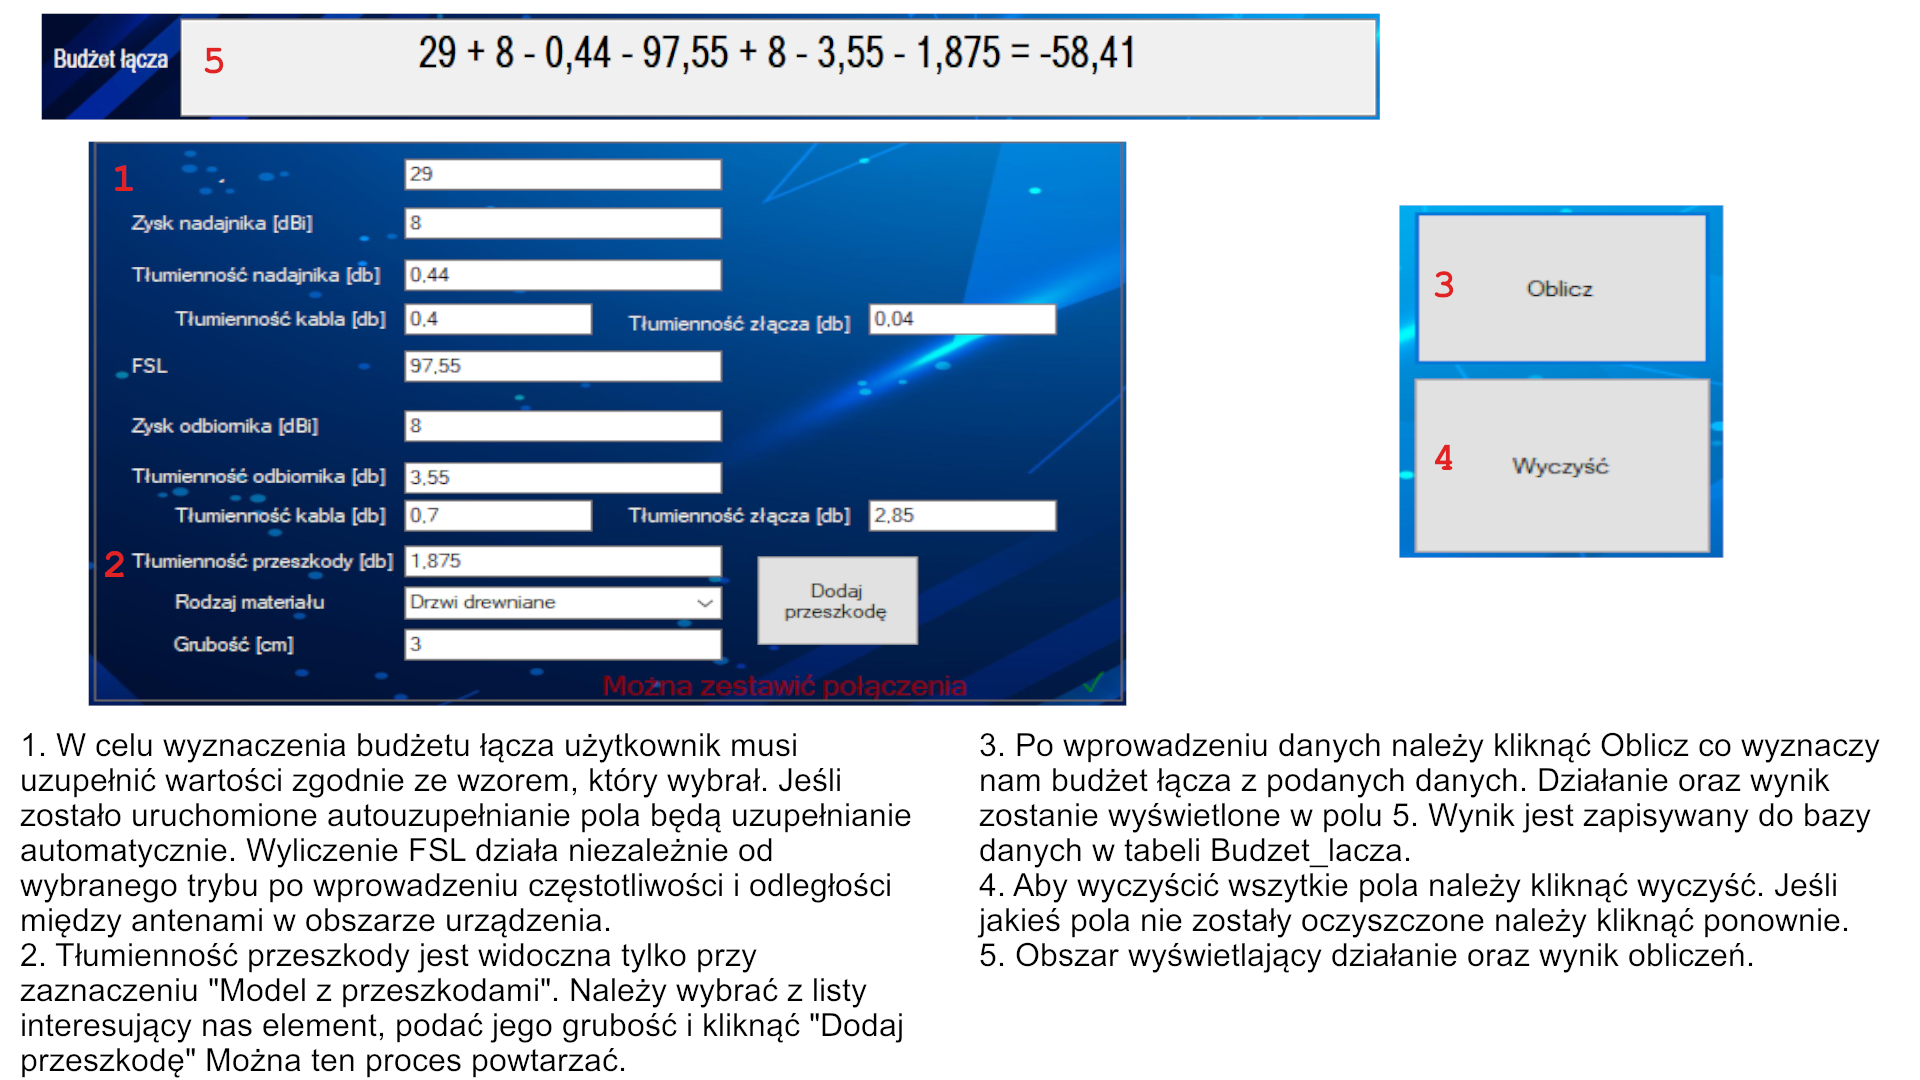 Budżet łącza
5
29 + 8 - 0,44 - 97,55 + 8 - 3,55 - 1,875 = -58,41
1
29
Zysk nadajnika [dBi]
8
Tłumienność nadajnika [db]
0,44
Tłumienność kabla [db]
0,4
Tłumienność złącza [db]
0,04
FSL
97,55
Zysk odbiornika [dBi]
8
Tłumienność odbiornika [db]
3,55
Tłumienność kabla [db]
0,7
Tłumienność złącza [db]
2,85
2
Tłumienność przeszkody [db]
1,875
Rodzaj materiału
Drzwi drewniane
Grubość [cm]
3
Dodaj
przeszkodę
Można zestawić połączenia
3
Oblicz
4
Wyczyść
1. W celu wyznaczenia budżetu łącza użytkownik musi
uzupełnić wartości zgodnie ze wzorem, który wybrał. Jeśli
zostało uruchomione autouzupełnianie pola będą uzupełnianie
automatycznie. Wyliczenie FSL działa niezależnie od
wybranego trybu po wprowadzeniu częstotliwości i odległości
między antenami w obszarze urządzenia.
2. Tłumienność przeszkody jest widoczna tylko przy
zaznaczeniu "Model z przeszkodami". Należy wybrać z listy
interesujący nas element, podać jego grubość i kliknąć "Dodaj
przeszkodę" Można ten proces powtarzać.
3. Po wprowadzeniu danych należy kliknąć Oblicz co wyznaczy
nam budżet łącza z podanych danych. Działanie oraz wynik
zostanie wyświetlone w polu 5. Wynik jest zapisywany do bazy
danych w tabeli Budzet_lacza.
4. Aby wyczyścić wszytkie pola należy kliknąć wyczyść. Jeśli
jakieś pola nie zostały oczyszczone należy kliknąć ponownie.
5. Obszar wyświetlający działanie oraz wynik obliczeń.